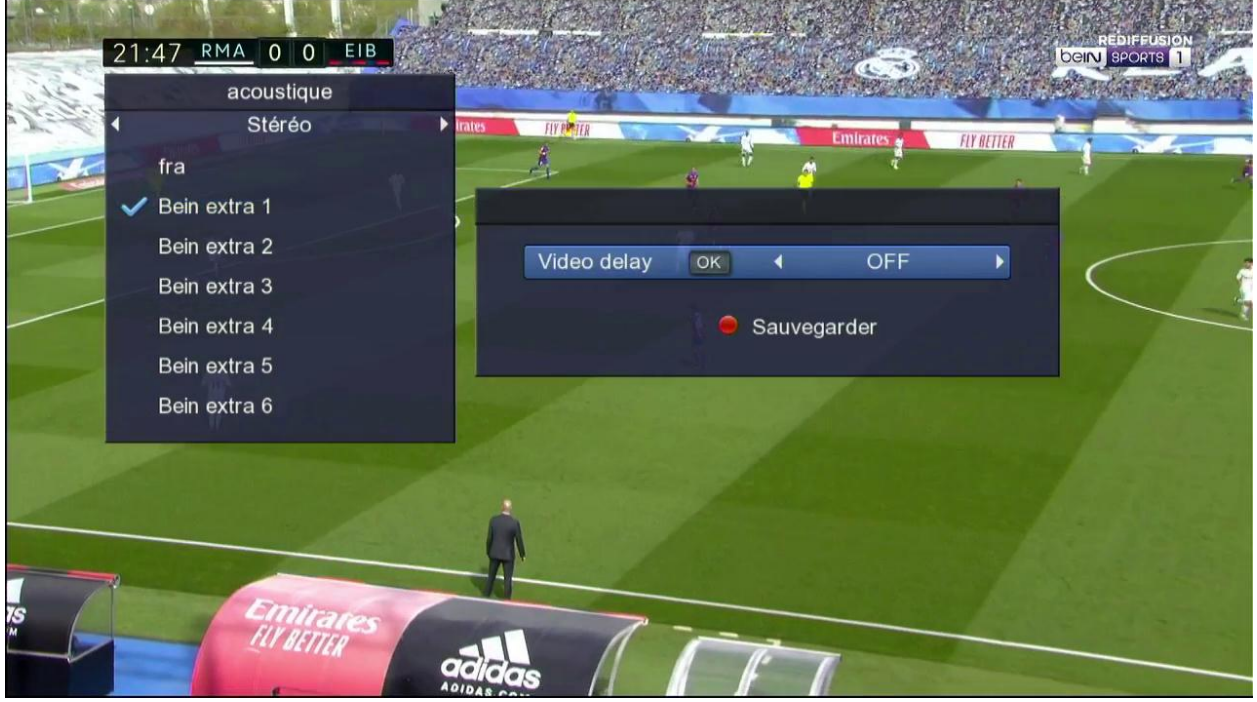 21:47 RMA 0 0 EIB
REDIFFUSION
beIN SPORTS 1
acoustique
Stéréo
fra
Bein extra 1
Bein extra 2
Bein extra 3
Bein extra 4
Bein extra 5
Bein extra 6
Video delay OK OFF
Sauvegarder
Emirates
FLY BETTER
Emirates
FLY BETTER
adidas
ADIDAS.COM